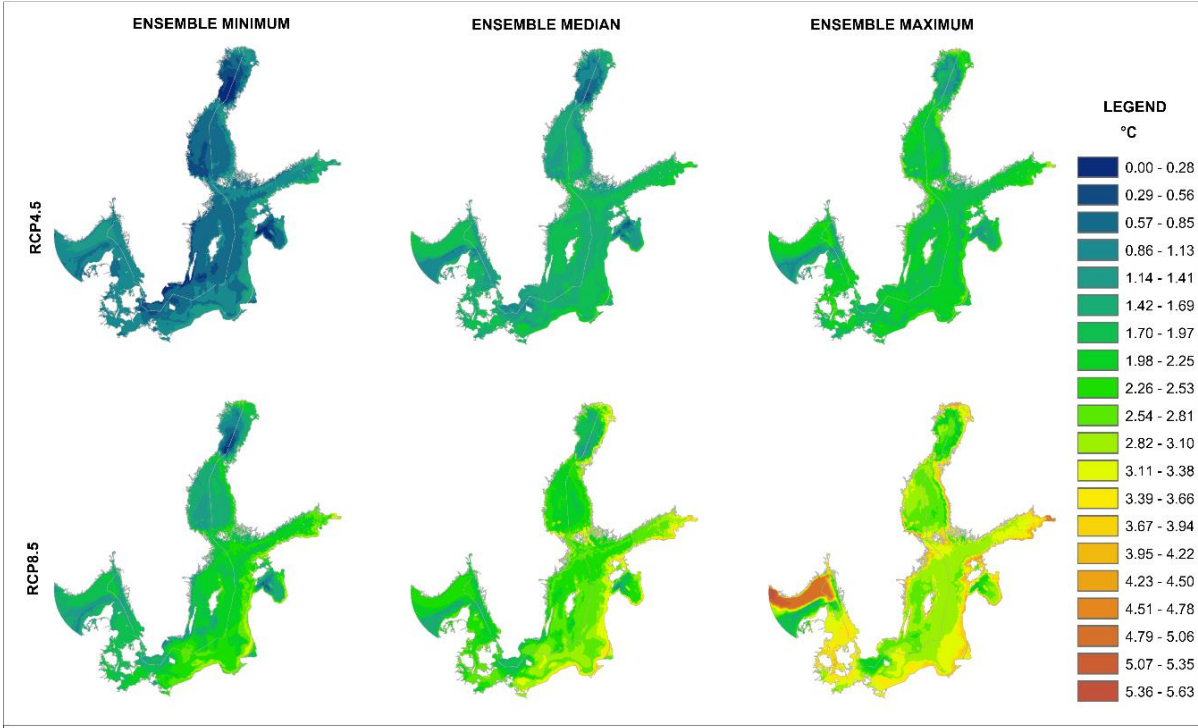 ENSEMBLE MINIMUM
ENSEMBLE MEDIAN
ENSEMBLE MAXIMUM
RCP4.5
RCP8.5
LEGEND
°C
0.00 - 0.28
0.29 - 0.56
0.57 - 0.85
0.86 - 1.13
1.14 - 1.41
1.42 - 1.69
1.70 - 1.97
1.98 - 2.25
2.26 - 2.53
2.54 - 2.81
2.82 - 3.10
3.11 - 3.38
3.39 - 3.66
3.67 - 3.94
3.95 - 4.22
4.23 - 4.50
4.51 - 4.78
4.79 - 5.06
5.07 - 5.35
5.36 - 5.63